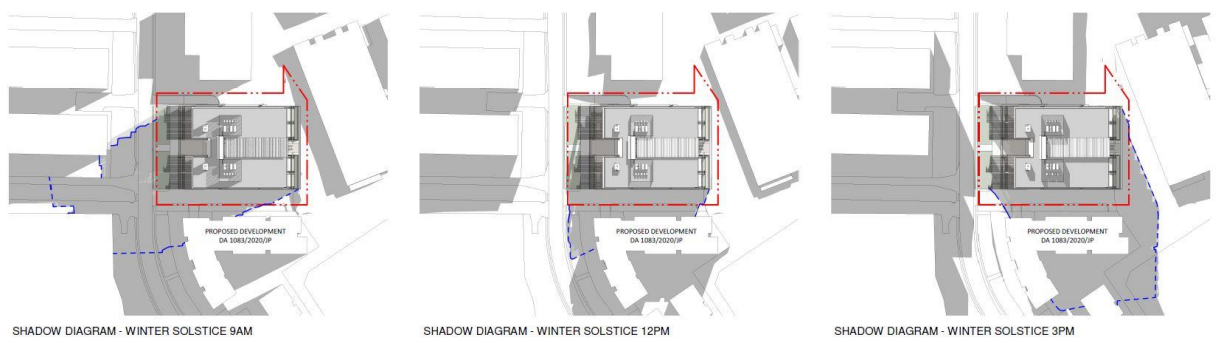 PROPOSED DEVELOPMENT
DA 1083/2020/JP
PROPOSED DEVELOPMENT
DA 1083/2020/JP
PROPOSED DEVELOPMENT
DA 1083/2020/JP
SHADOW DIAGRAM - WINTER SOLSTICE 9AM
SHADOW DIAGRAM - WINTER SOLSTICE 12PM
SHADOW DIAGRAM - WINTER SOLSTICE 3PM